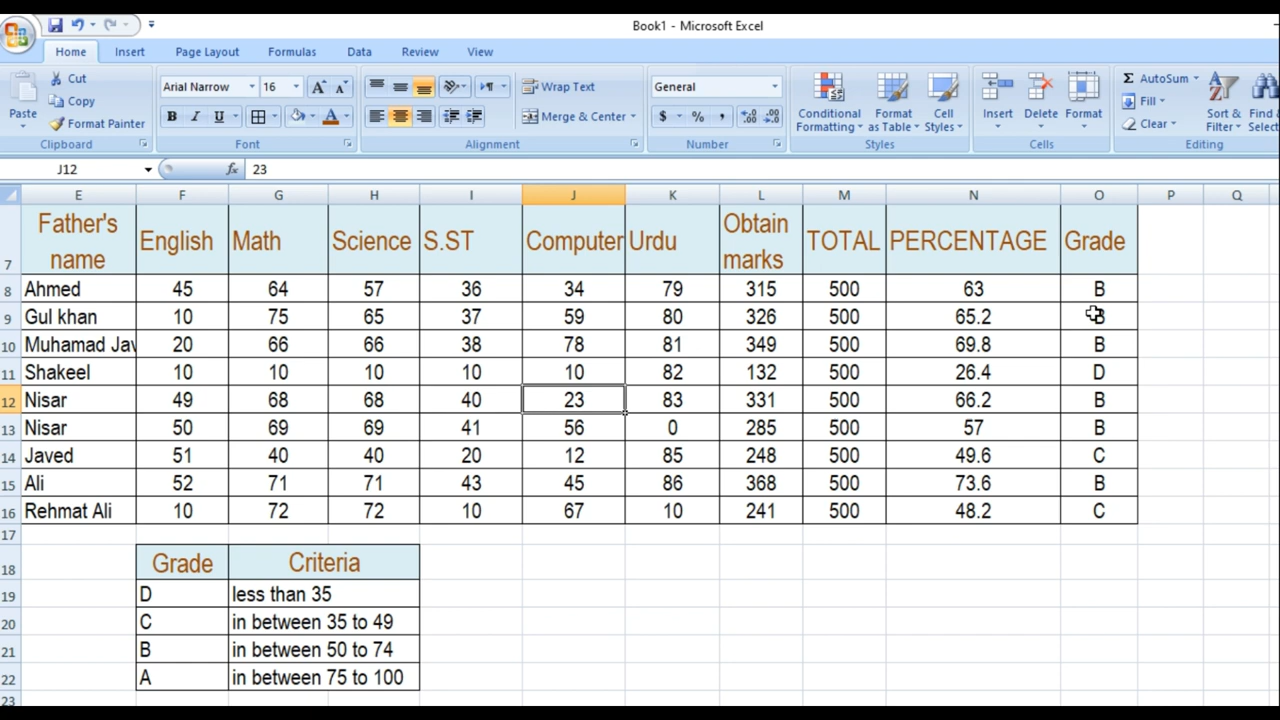 Book1 - Microsoft Excel
Home Insert Page Layout Formulas Data Review View
Paste Cut Copy Format Painter Clipboard
Arial Narrow 16 B I U A Font
Wrap Text Merge & Center Alignment
General $ % , Number
Conditional Formatting Format as Table Cell Styles Styles
Insert Delete Format Cells
AutoSum Fill Clear Sort & Filter Find & Select Editing
J12 fx 23
E F G H I J K L M N O P Q
7 Father's name English Math Science S.ST Computer Urdu Obtain marks TOTAL PERCENTAGE Grade
8 Ahmed 45 64 57 36 34 79 315 500 63 B
9 Gul khan 10 75 65 37 59 80 326 500 65.2 B
10 Muhamad Jav 20 66 66 38 78 81 349 500 69.8 B
11 Shakeel 10 10 10 10 10 82 132 500 26.4 D
12 Nisar 49 68 68 40 23 83 331 500 66.2 B
13 Nisar 50 69 69 41 56 0 285 500 57 B
14 Javed 51 40 40 20 12 85 248 500 49.6 C
15 Ali 52 71 71 43 45 86 368 500 73.6 B
16 Rehmat Ali 10 72 72 10 67 10 241 500 48.2 C
17
18 Grade Criteria
19 D less than 35
20 C in between 35 to 49
21 B in between 50 to 74
22 A in between 75 to 100
23